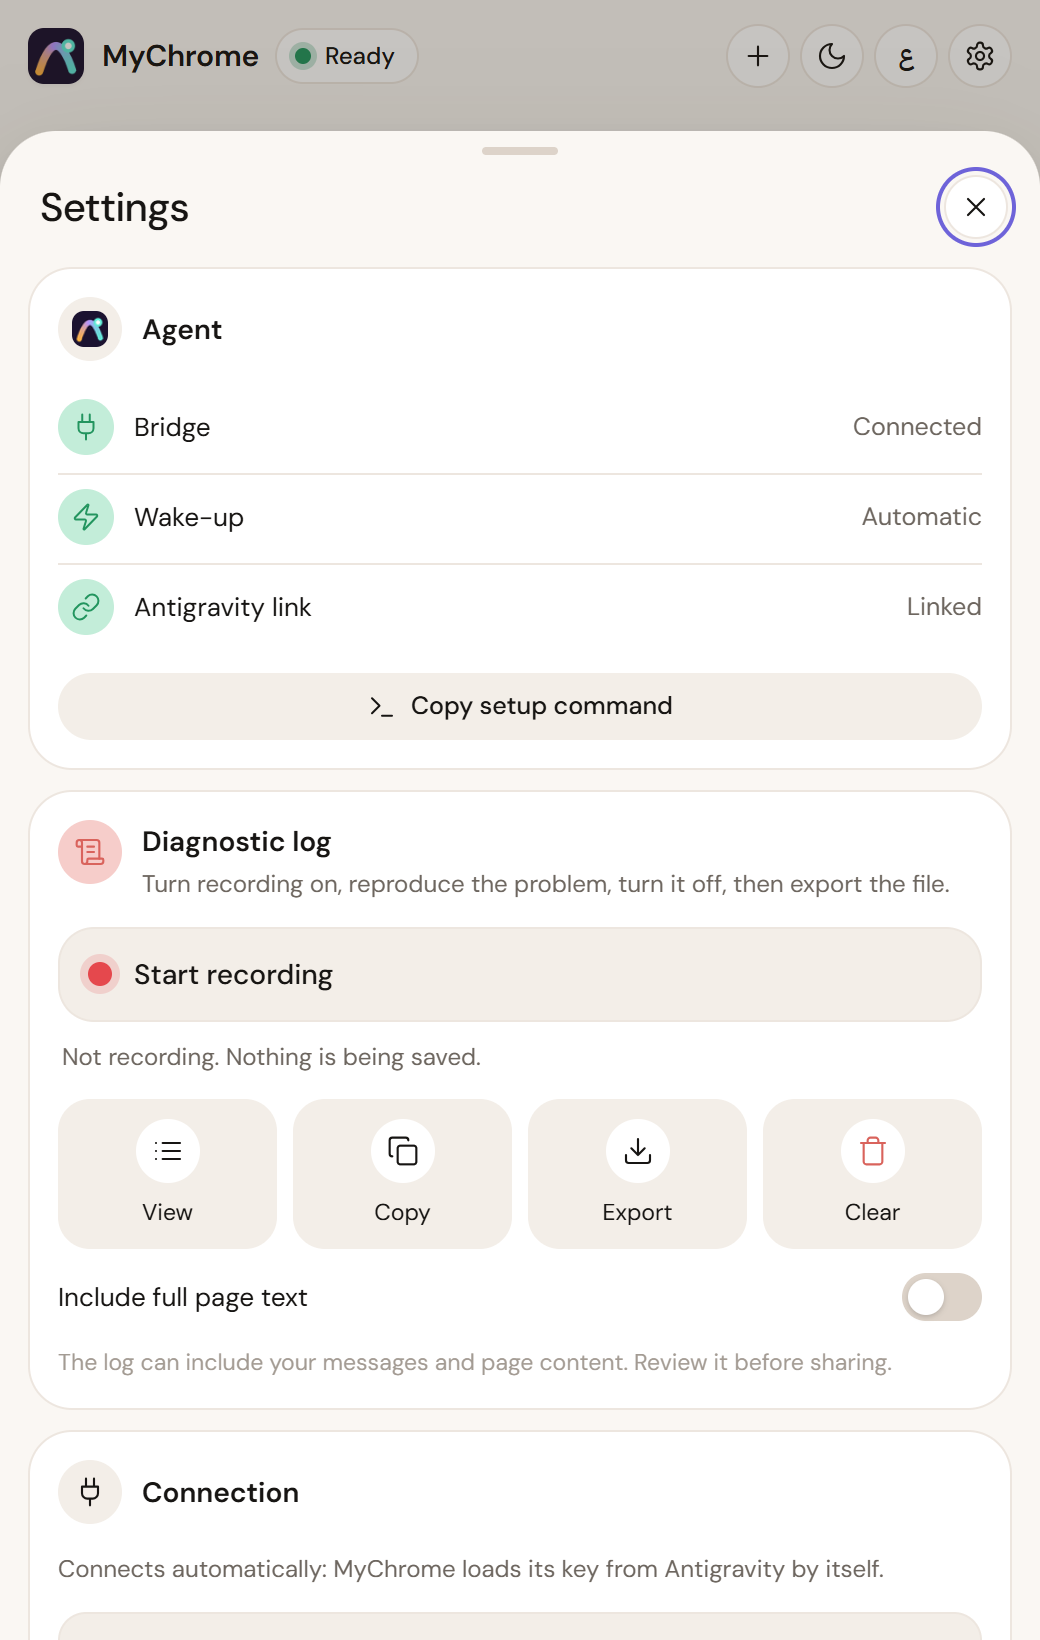 MyChrome
Ready
ع
Settings
Agent
Bridge
Connected
Wake-up
Automatic
Antigravity link
Linked
Copy setup command
Diagnostic log
Turn recording on, reproduce the problem, turn it off, then export the file.
Start recording
Not recording. Nothing is being saved.
View
Copy
Export
Clear
Include full page text
The log can include your messages and page content. Review it before sharing.
Connection
Connects automatically: MyChrome loads its key from Antigravity by itself.